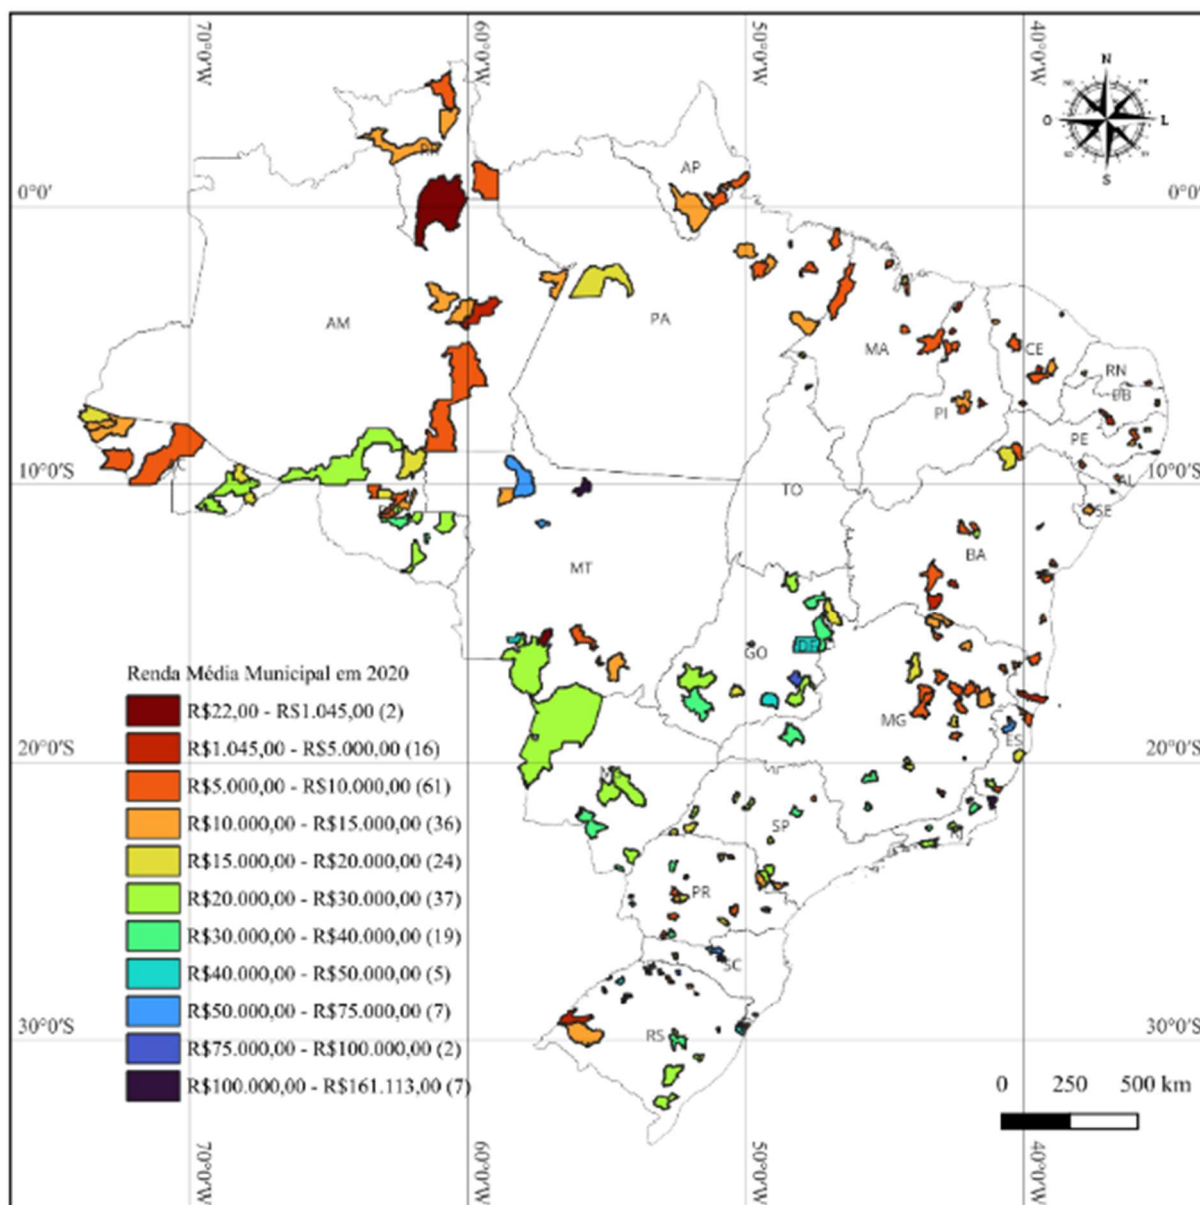 70°0'W
60°0'W
50°0'W
40°0'W
N
O
L
S
0°0'
0°0'S
RR
AP
AM
PA
MA
CE
RN
PB
PI
PE
10°0'S
10°0'S
AL
SE
TO
BA
MT
DF
GO
Renda Média Municipal em 2020
R$22,00 - RS1.045,00 (2)
R$1.045,00 - R$5.000,00 (16)
R$5.000,00 - RS10.000,00 (61)
R$10.000,00 - R$15.000,00 (36)
R$15.000,00 - R$20.000,00 (24)
R$20.000,00 - R$30.000,00 (37)
R$30.000,00 - R$40.000,00 (19)
R$40.000,00 - R$50.000,00 (5)
R$50.000,00 - R$75.000,00 (7)
R$75.000,00 - R$100.000,00 (2)
R$100.000,00 - R$161.113,00 (7)
MG
ES
20°0'S
20°0'S
SP
RJ
PR
SC
RS
30°0'S
30°0'S
0 250 500 km
70°0'W
60°0'W
50°0'W
40°0'W